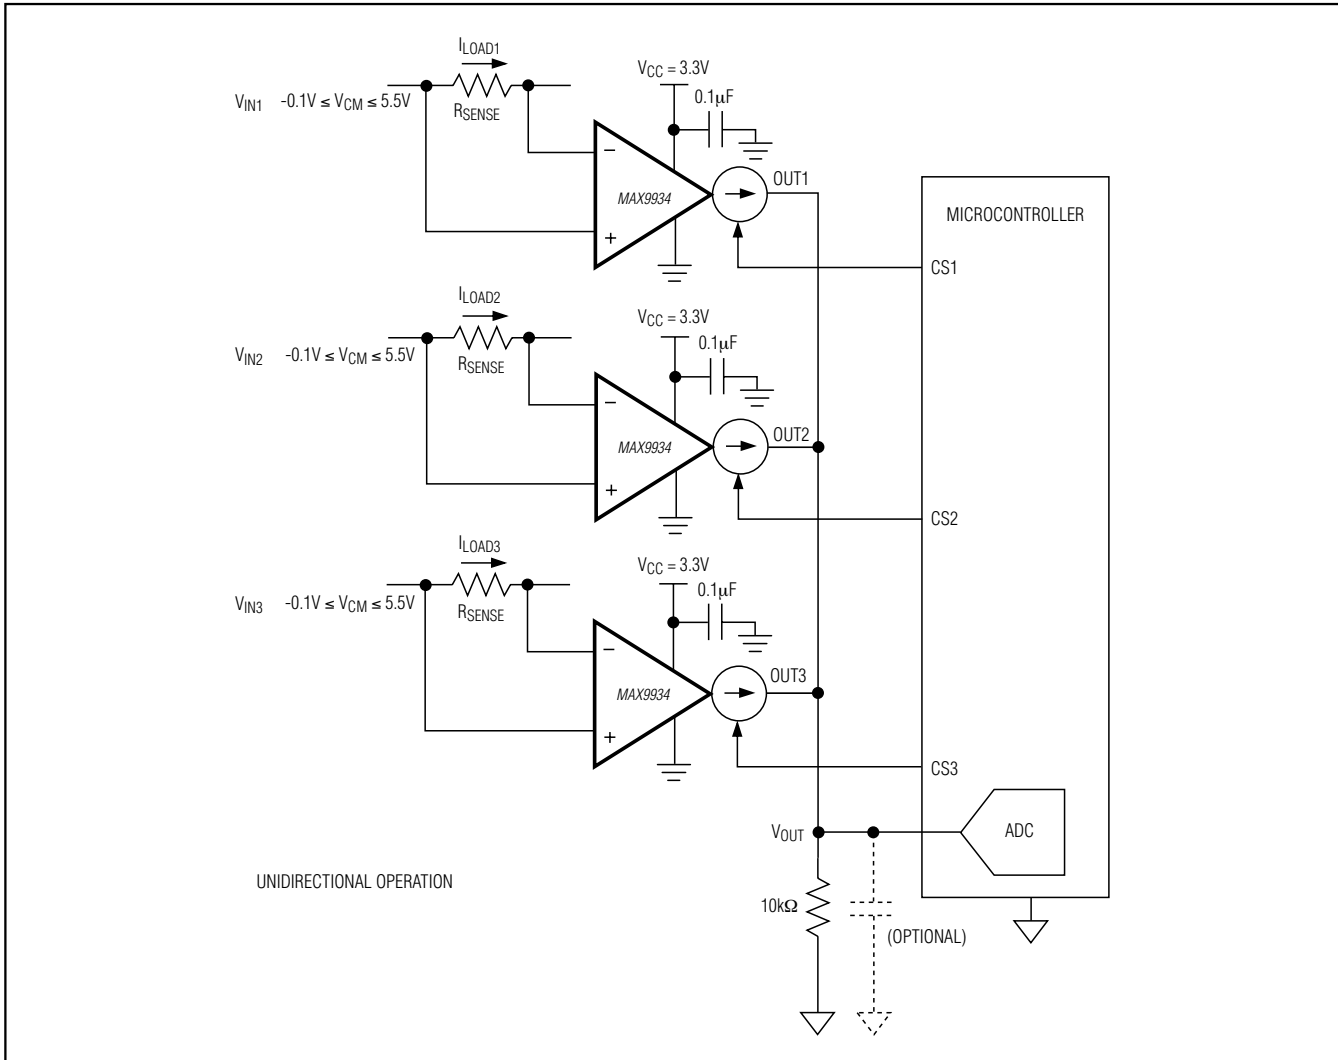 ILOAD1
VIN1 -0.1V ≤ VCM ≤ 5.5V
RSENSE
VCC = 3.3V
0.1µF
−
MAX9934
+
OUT1
MICROCONTROLLER
CS1
ILOAD2
VIN2 -0.1V ≤ VCM ≤ 5.5V
RSENSE
VCC = 3.3V
0.1µF
−
MAX9934
+
OUT2
CS2
ILOAD3
VIN3 -0.1V ≤ VCM ≤ 5.5V
RSENSE
VCC = 3.3V
0.1µF
−
MAX9934
+
OUT3
CS3
VOUT
ADC
UNIDIRECTIONAL OPERATION
10kΩ
(OPTIONAL)